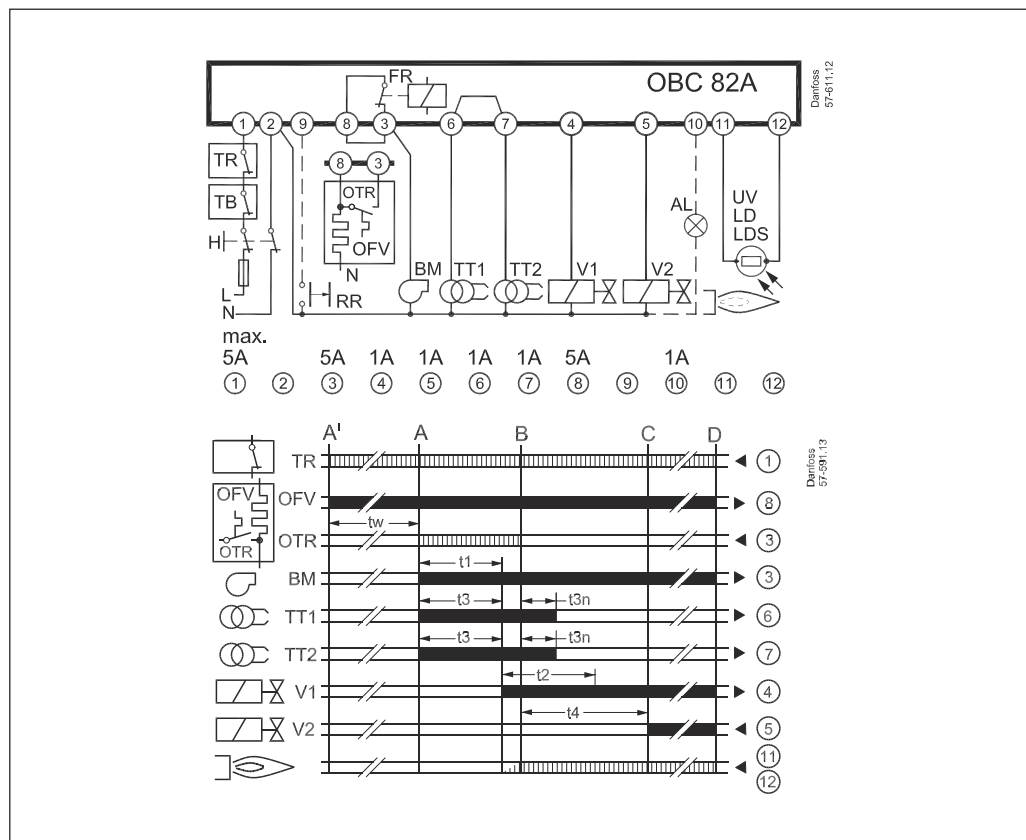 FR
OBC 82A
Danfoss
57-611.12
1 2 9 8 3 6 7 4 5 10 11 12
TR
8 3
TB
OTR
OFV
AL
UV
LD
LDS
H
N
BM TT1 TT2 V1 V2
L
N
RR
max.
5A 5A 1A 1A 1A 1A 5A 1A
1 2 3 4 5 6 7 8 9 10 11 12
A' A B C D
TR 1
Danfoss
57-591.13
OFV OFV 8
tw
OTR OTR 3
t1
BM 3
t3 t3n
TT1 6
t3 t3n
TT2 7
t2
V1 4
t4
V2 5
11
12